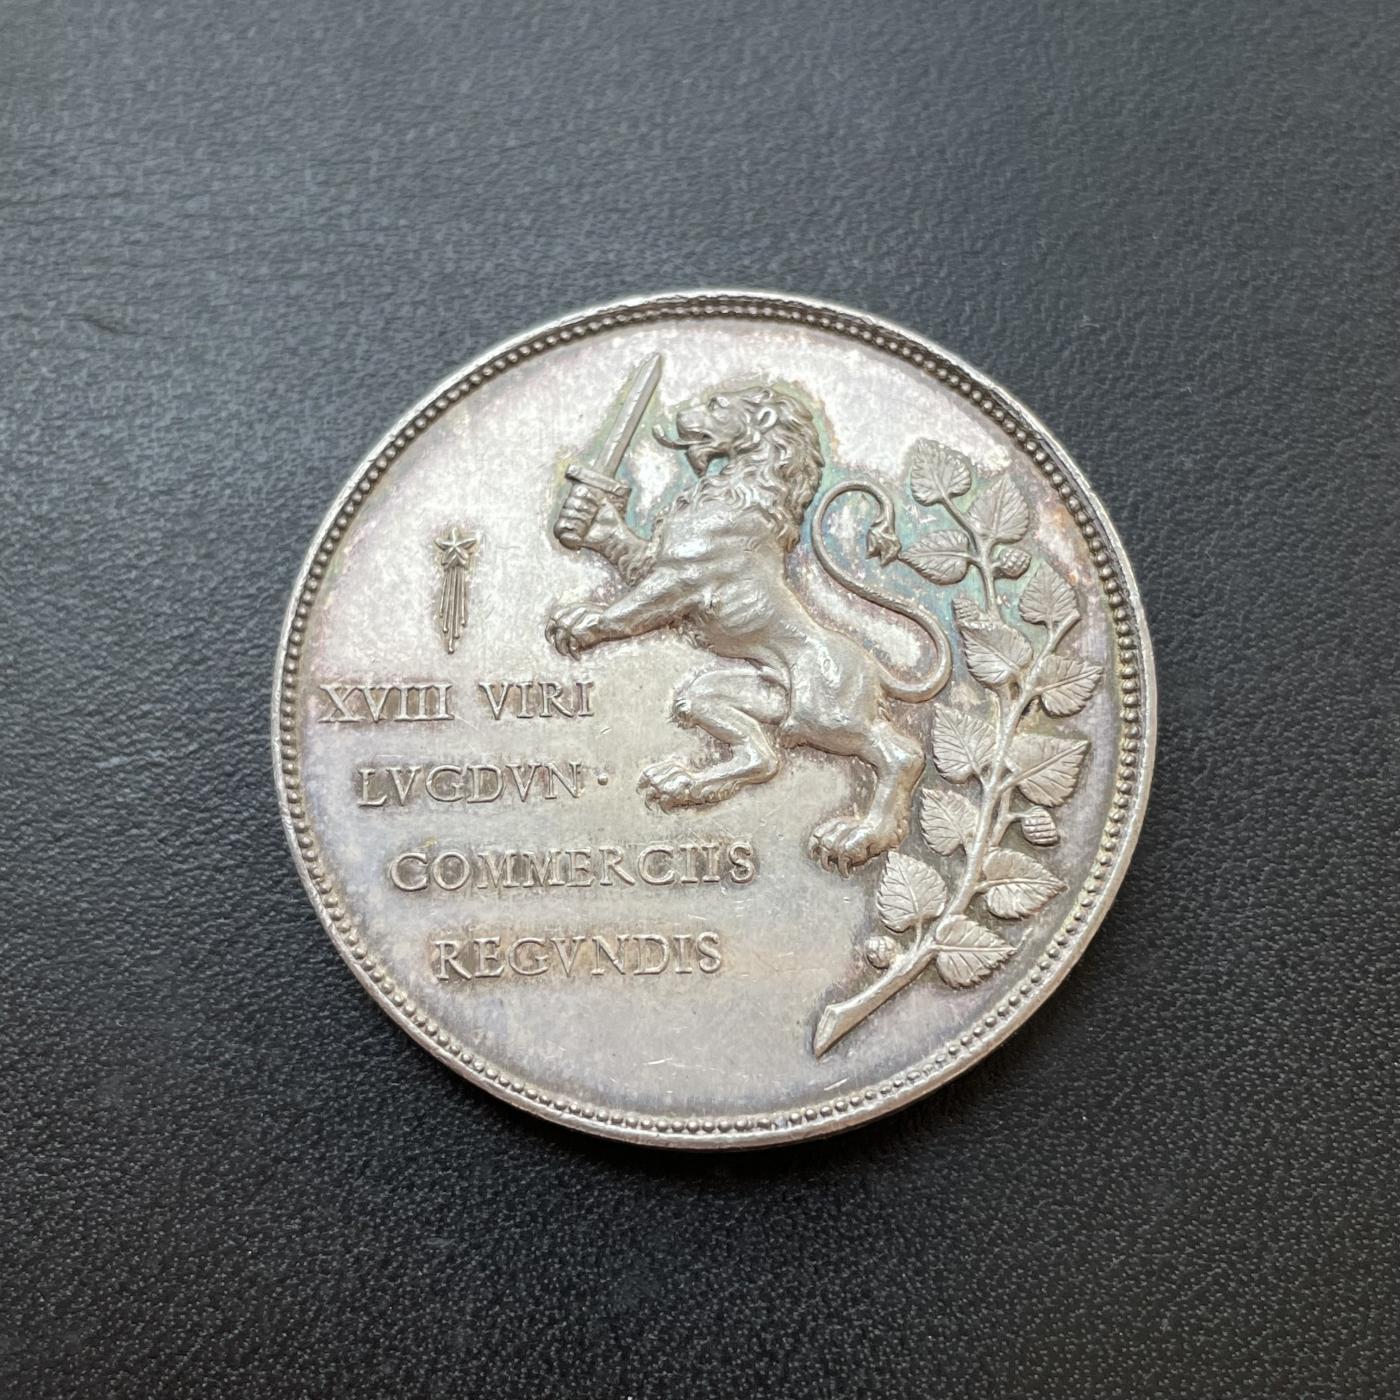 XVIII VIRI
LVGDVN ·
COMMERCIIS
REGVNDIS